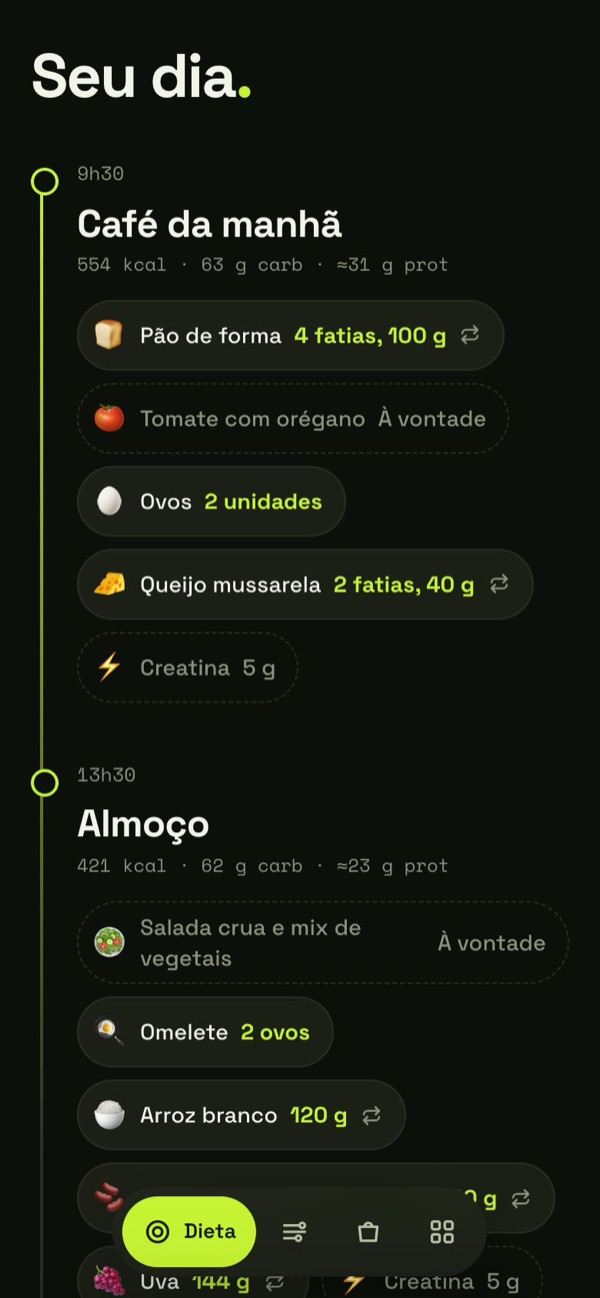 Seu dia.
9h30
Café da manhã
554 kcal · 63 g carb · ≈31 g prot
Pão de forma 4 fatias, 100 g
Tomate com orégano À vontade
Ovos 2 unidades
Queijo mussarela 2 fatias, 40 g
Creatina 5 g
13h30
Almoço
421 kcal · 62 g carb · ≈23 g prot
Salada crua e mix de
vegetais
À vontade
Omelete 2 ovos
Arroz branco 120 g
g
Dieta
Uva 144 g Creatina 5 g